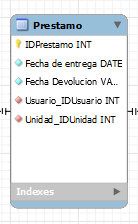 Prestamo
IDPrestamo INT
Fecha de entrega DATE
Fecha Devolucion VA...
Usuario_IDUsuario INT
Unidad_IDUnidad INT
Indexes